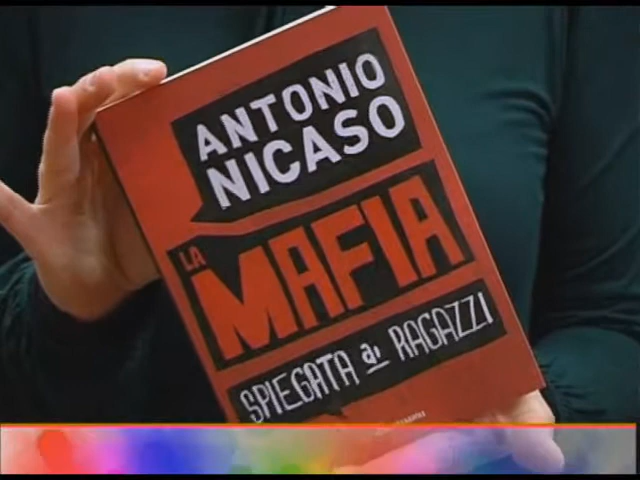 ANTONIO
NICASO
LA
MAFIA
SPIEGATA ai RAGAZZI